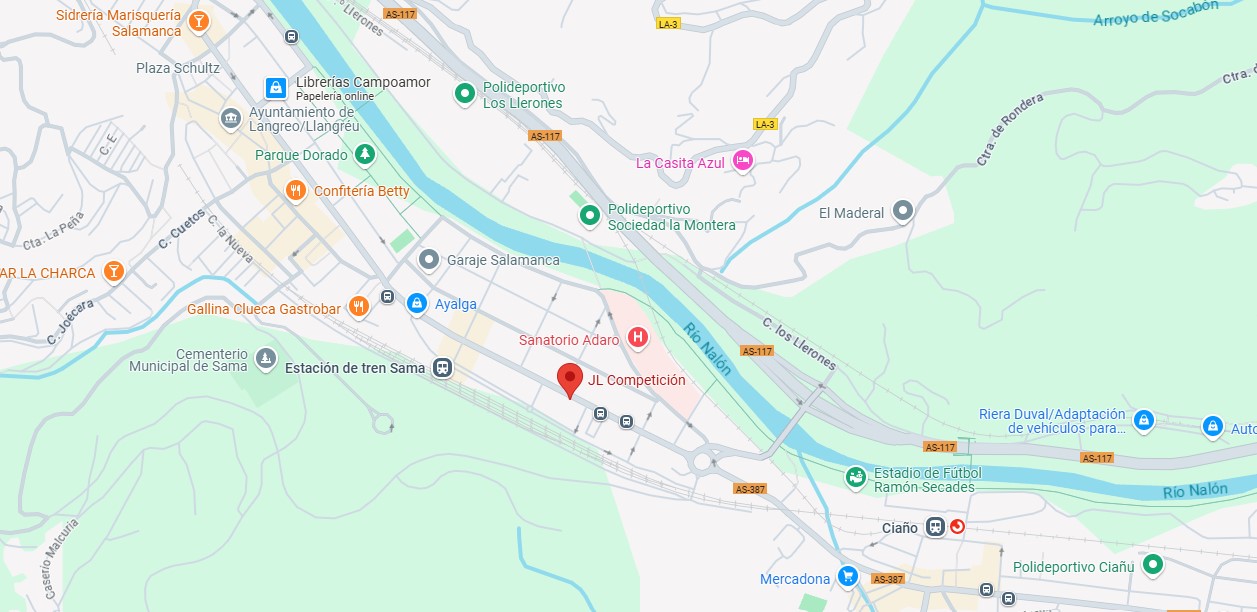 Sidrería Marisquería
Salamanca
AS-117
LA-3
Arroyo de Socabón
s Llerones
Plaza Schultz
Librerías Campoamor
Papelería online
Polideportivo
Los Llerones
Ctra. d
Ctra. de Rondera
Ayuntamiento de
Langreo/Llangréu
C. E
AS-117
LA-3
Parque Dorado
La Casita Azul
Confitería Betty
Polideportivo
Sociedad la Montera
El Maderal
Cta. La Peña
C. Cuetos
C. la Nueva
AR LA CHARCA
Garaje Salamanca
Gallina Clueca Gastrobar
Ayalga
C. Joécara
Sanatorio Adaro
Río Nalón
C. los Llerones
AS-117
Cementerio
Municipal de Sama
Estación de tren Sama
JL Competición
Riera Duval/Adaptación
de vehículos para...
Auto
AS-117
AS-117
Estadio de Fútbol
Ramón Secades
Río Nalón
AS-387
Ciaño
Caserio Malcuria
Polideportivo Ciañu
Mercadona
AS-387